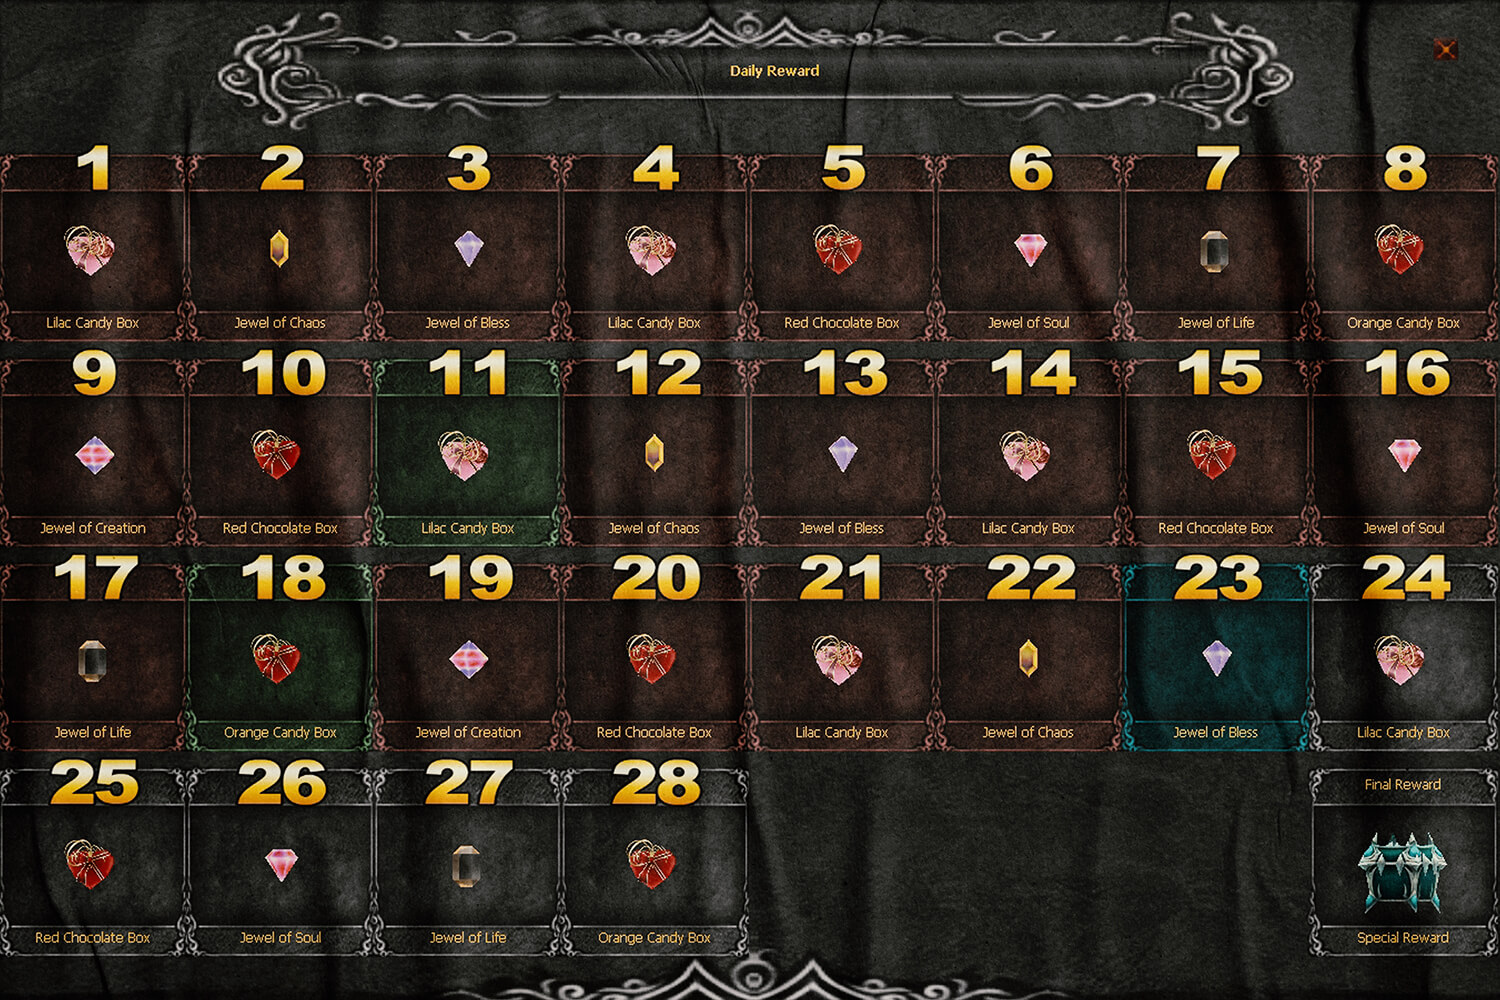 Daily Reward
1 2 3 4 5 6 7 8
Lilac Candy Box Jewel of Chaos Jewel of Bless Lilac Candy Box Red Chocolate Box Jewel of Soul Jewel of Life Orange Candy Box
9 10 11 12 13 14 15 16
Jewel of Creation Red Chocolate Box Lilac Candy Box Jewel of Chaos Jewel of Bless Lilac Candy Box Red Chocolate Box Jewel of Soul
17 18 19 20 21 22 23 24
Jewel of Life Orange Candy Box Jewel of Creation Red Chocolate Box Lilac Candy Box Jewel of Chaos Jewel of Bless Lilac Candy Box
25 26 27 28 Final Reward
Red Chocolate Box Jewel of Soul Jewel of Life Orange Candy Box Special Reward